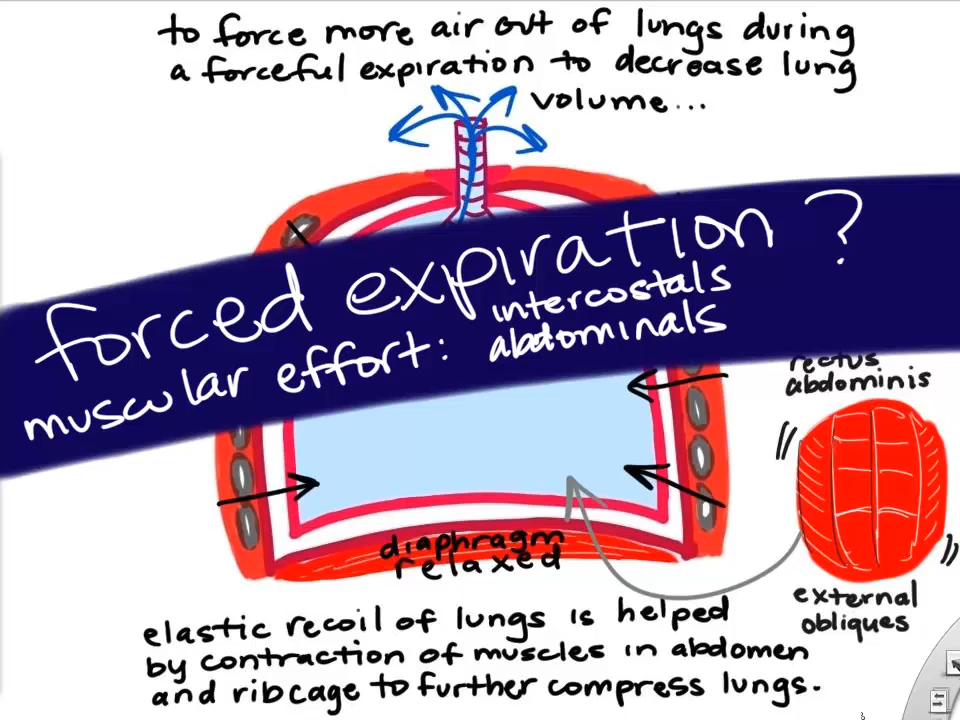 to force more air out of lungs during
a forceful expiration to decrease lung
volume...
forced expiration?
muscular effort: intercostals
abdominals
rectus
abdominis
diaphragm
relaxed
external
obliques
elastic recoil of lungs is helped
by contraction of muscles in abdomen
and ribcage to further compress lungs.